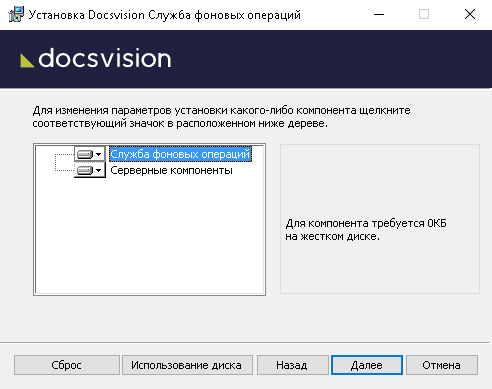 Установка Docsvision Служба фоновых операций
docsvision
Для изменения параметров установки какого-либо компонента щелкните
соответствующий значок в расположенном ниже дереве.
Служба фоновых операций
Серверные компоненты
Для компонента требуется 0КБ
на жестком диске.
Сброс
Использование диска
Назад
Далее
Отмена